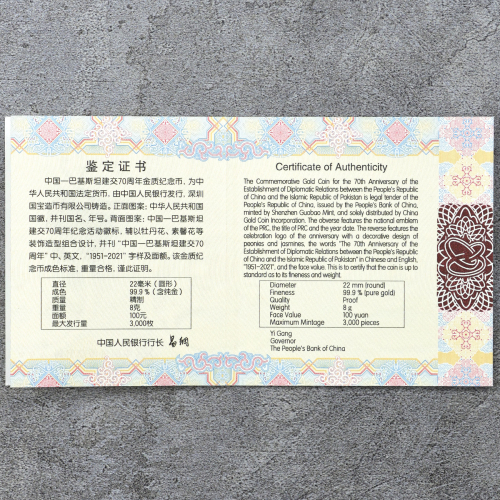 鉴定证书
中国—巴基斯坦建交70周年金质纪念币，为中
华人民共和国法定货币，由中国人民银行发行，深圳
国宝造币有限公司铸造。正面图案：中华人民共和国
国徽，并刊国名、年号。背面图案：中国—巴基斯坦建
交70周年纪念活动徽标，辅以牡丹花、素馨花等
装饰造型组合设计，并刊“中国—巴基斯坦建交70
周年”中、英文，“1951-2021”字样及面额。该金质纪
念币成色标准，重量合格，谨此证明。
直径 22毫米（圆形）
成色 99.9％（含纯金）
质量 精制
重量 8克
面额 100元
最大发行量 3,000枚
中国人民银行行长 易纲
Certificate of Authenticity
The Commemorative Gold Coin for the 70th Anniversary of the
Establishment of Diplomatic Relations between the People's Republic
of China and the Islamic Republic of Pakistan is legal tender of the
People's Republic of China, issued by the People's Bank of China,
minted by Shenzhen Guobao Mint, and solely distributed by China
Gold Coin Incorporation. The obverse features the national emblem
of the PRC, the title of PRC and the year date. The reverse features the
celebration logo of the anniversary with a decorative design of
peonies and jasmines, the words "The 70th Anniversary of the
Establishment of Diplomatic Relations between the People's Republic
of China and the Islamic Republic of Pakistan" in Chinese and English,
"1951-2021", and the face value. This is to certify that the coin is up to
standard as to its fineness and weight.
Diameter 22 mm (round)
Fineness 99.9 % (pure gold)
Quality Proof
Weight 8 g
Face Value 100 yuan
Maximum Mintage 3,000 pieces
Yi Gang
Governor
The People's Bank of China